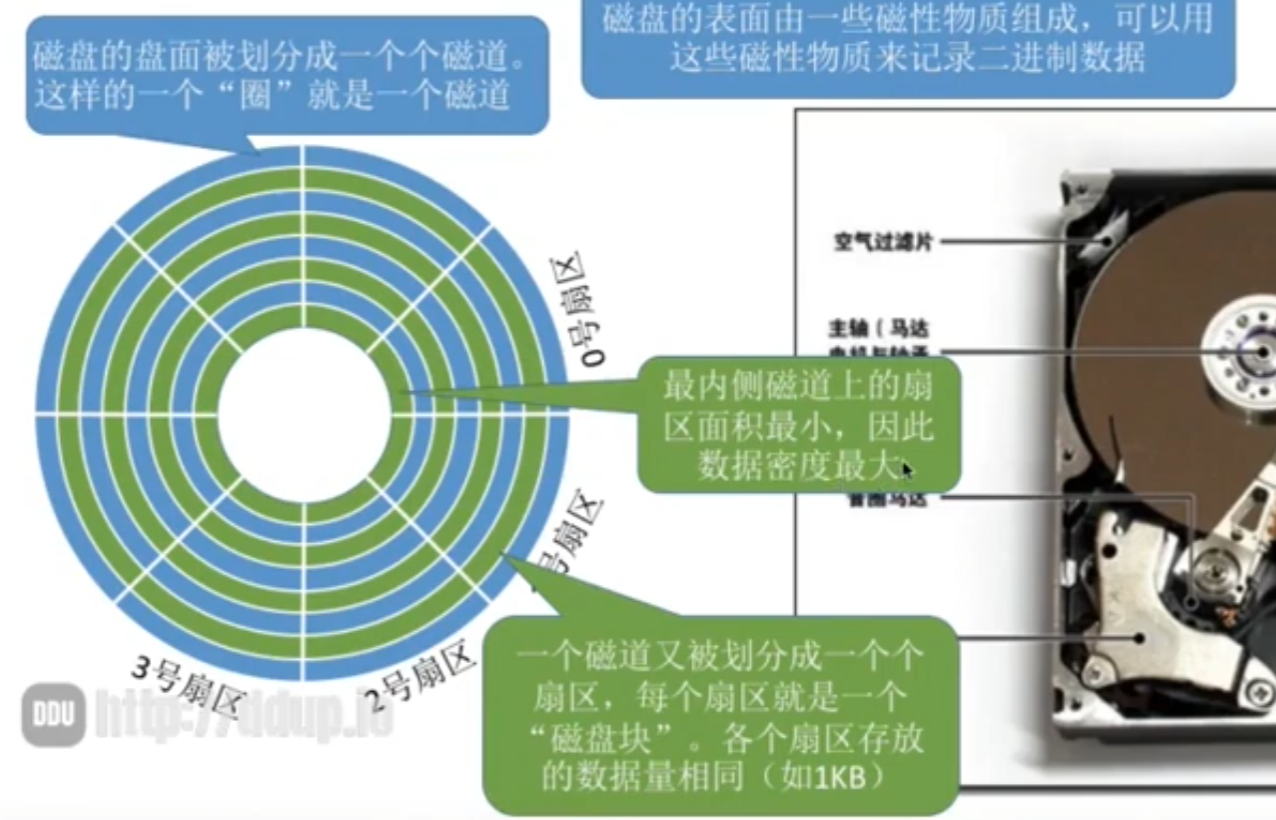 磁盘的盘面被划分成一个个磁道。
这样的一个“圈”就是一个磁道
磁盘的表面由一些磁性物质组成，可以用
这些磁性物质来记录二进制数据
空气过滤片
主轴（马达
0号扇区
最内侧磁道上的扇
区面积最小，因此
数据密度最大
音圈马达
号扇区
2号扇区
3号扇区
一个磁道又被划分成一个个
扇区，每个扇区就是一个
“磁盘块”。各个扇区存放
的数据量相同（如1KB）
DDU http://ddup.io